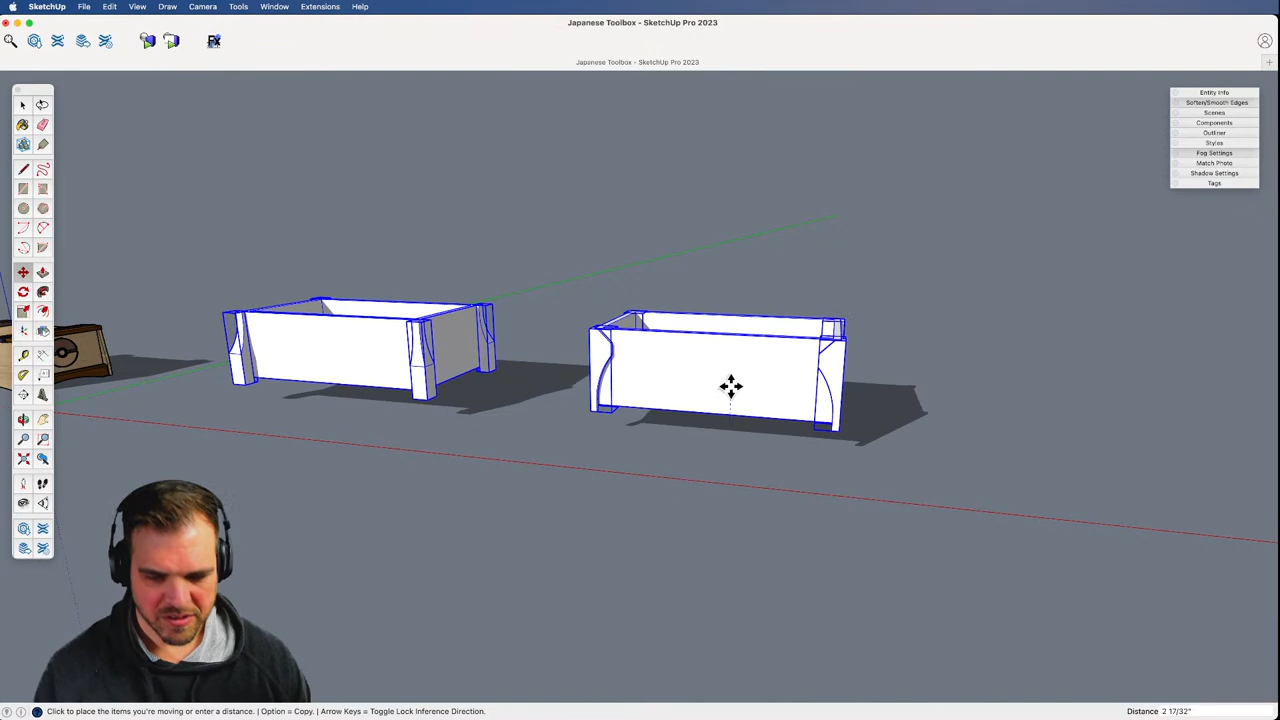 SketchUp File Edit View Draw Camera Tools Window Extensions Help
Japanese Toolbox - SketchUp Pro 2023
Japanese Toolbox - SketchUp Pro 2023
Entity Info
Soften/Smooth Edges
Scenes
Components
Outliner
Styles
Fog Settings
Match Photo
Shadow Settings
Tags
Click to place the items you're moving or enter a distance. | Option = Copy. | Arrow Keys = Toggle Lock Inference Direction.
Distance 2 17/32"